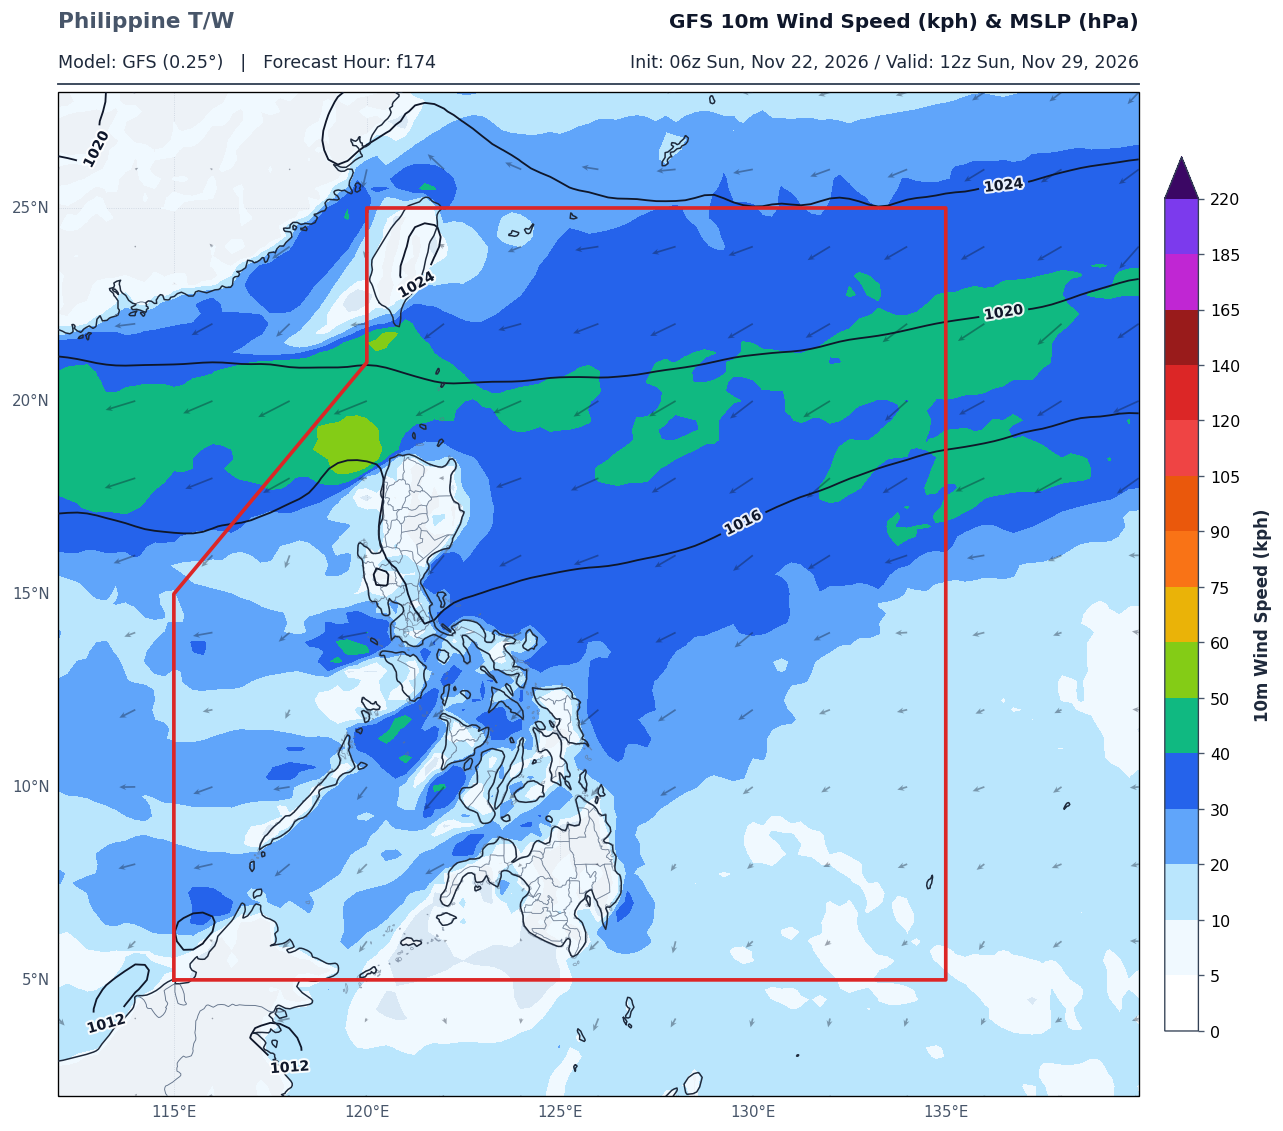 Philippine T/W
GFS 10m Wind Speed (kph) & MSLP (hPa)
Model: GFS (0.25°) | Forecast Hour: f174
Init: 06z Sun, Nov 22, 2026 / Valid: 12z Sun, Nov 29, 2026
1020
1024
1024
1020
1016
1012
1012
25°N
20°N
15°N
10°N
5°N
115°E
120°E
125°E
130°E
135°E
220
185
165
140
120
105
90
75
60
50
40
30
20
10
5
0
10m Wind Speed (kph)